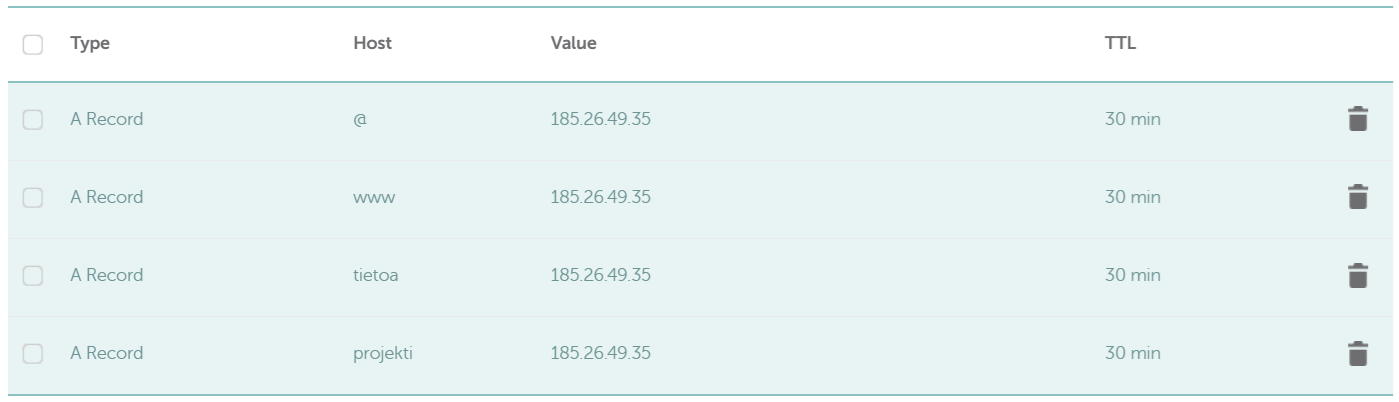 Type Host Value TTL
A Record @ 185.26.49.35 30 min
A Record www 185.26.49.35 30 min
A Record tietoa 185.26.49.35 30 min
A Record projekti 185.26.49.35 30 min